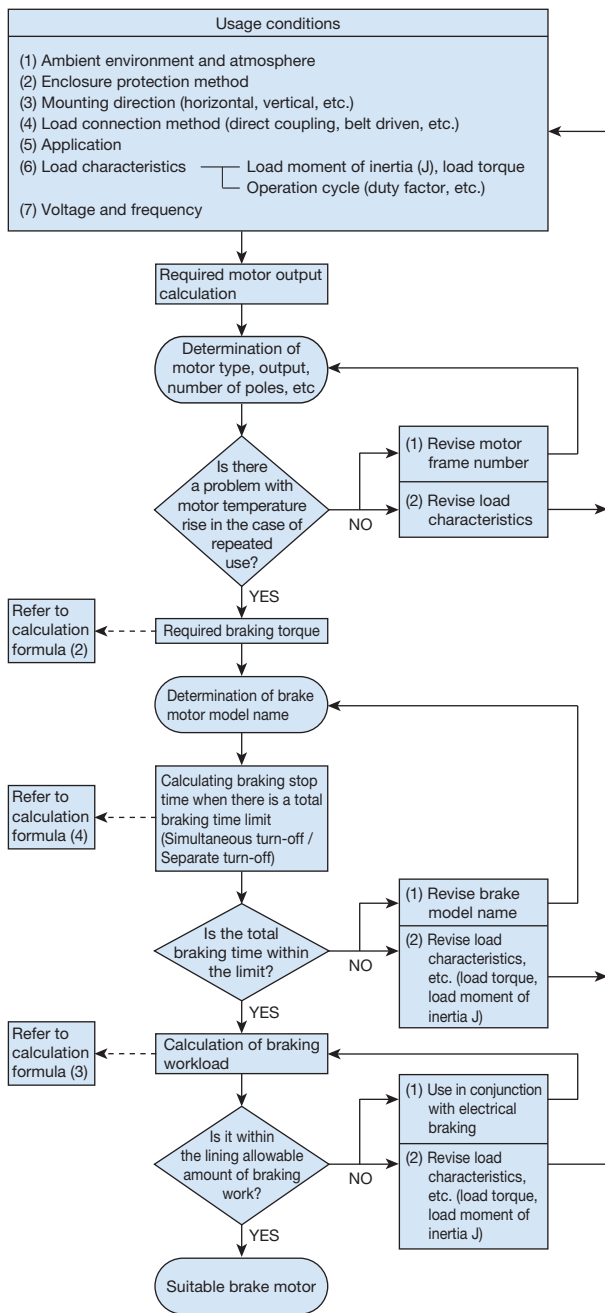 Usage conditions
(1) Ambient environment and atmosphere
(2) Enclosure protection method
(3) Mounting direction (horizontal, vertical, etc.)
(4) Load connection method (direct coupling, belt driven, etc.)
(5) Application
(6) Load characteristics
Load moment of inertia (J), load torque
Operation cycle (duty factor, etc.)
(7) Voltage and frequency
Required motor output
calculation
Determination of
motor type, output,
number of poles, etc
Is there
a problem with
motor temperature
rise in the case of
repeated
use?
NO
(1) Revise motor
frame number
(2) Revise load
characteristics
YES
Refer to
calculation
formula (2)
Required braking torque
Determination of brake
motor model name
Refer to
calculation
formula (4)
Calculating braking stop
time when there is a total
braking time limit
(Simultaneous turn-off /
Separate turn-off)
Is the total
braking time within
the limit?
NO
(1) Revise brake
model name
(2) Revise load
characteristics,
etc. (load torque,
load moment of
inertia J)
YES
Refer to
calculation
formula (3)
Calculation of braking
workload
Is it within
the lining allowable
amount of braking
work?
NO
(1) Use in conjunction
with electrical
braking
(2) Revise load
characteristics,
etc. (load torque,
load moment of
inertia J)
YES
Suitable brake motor